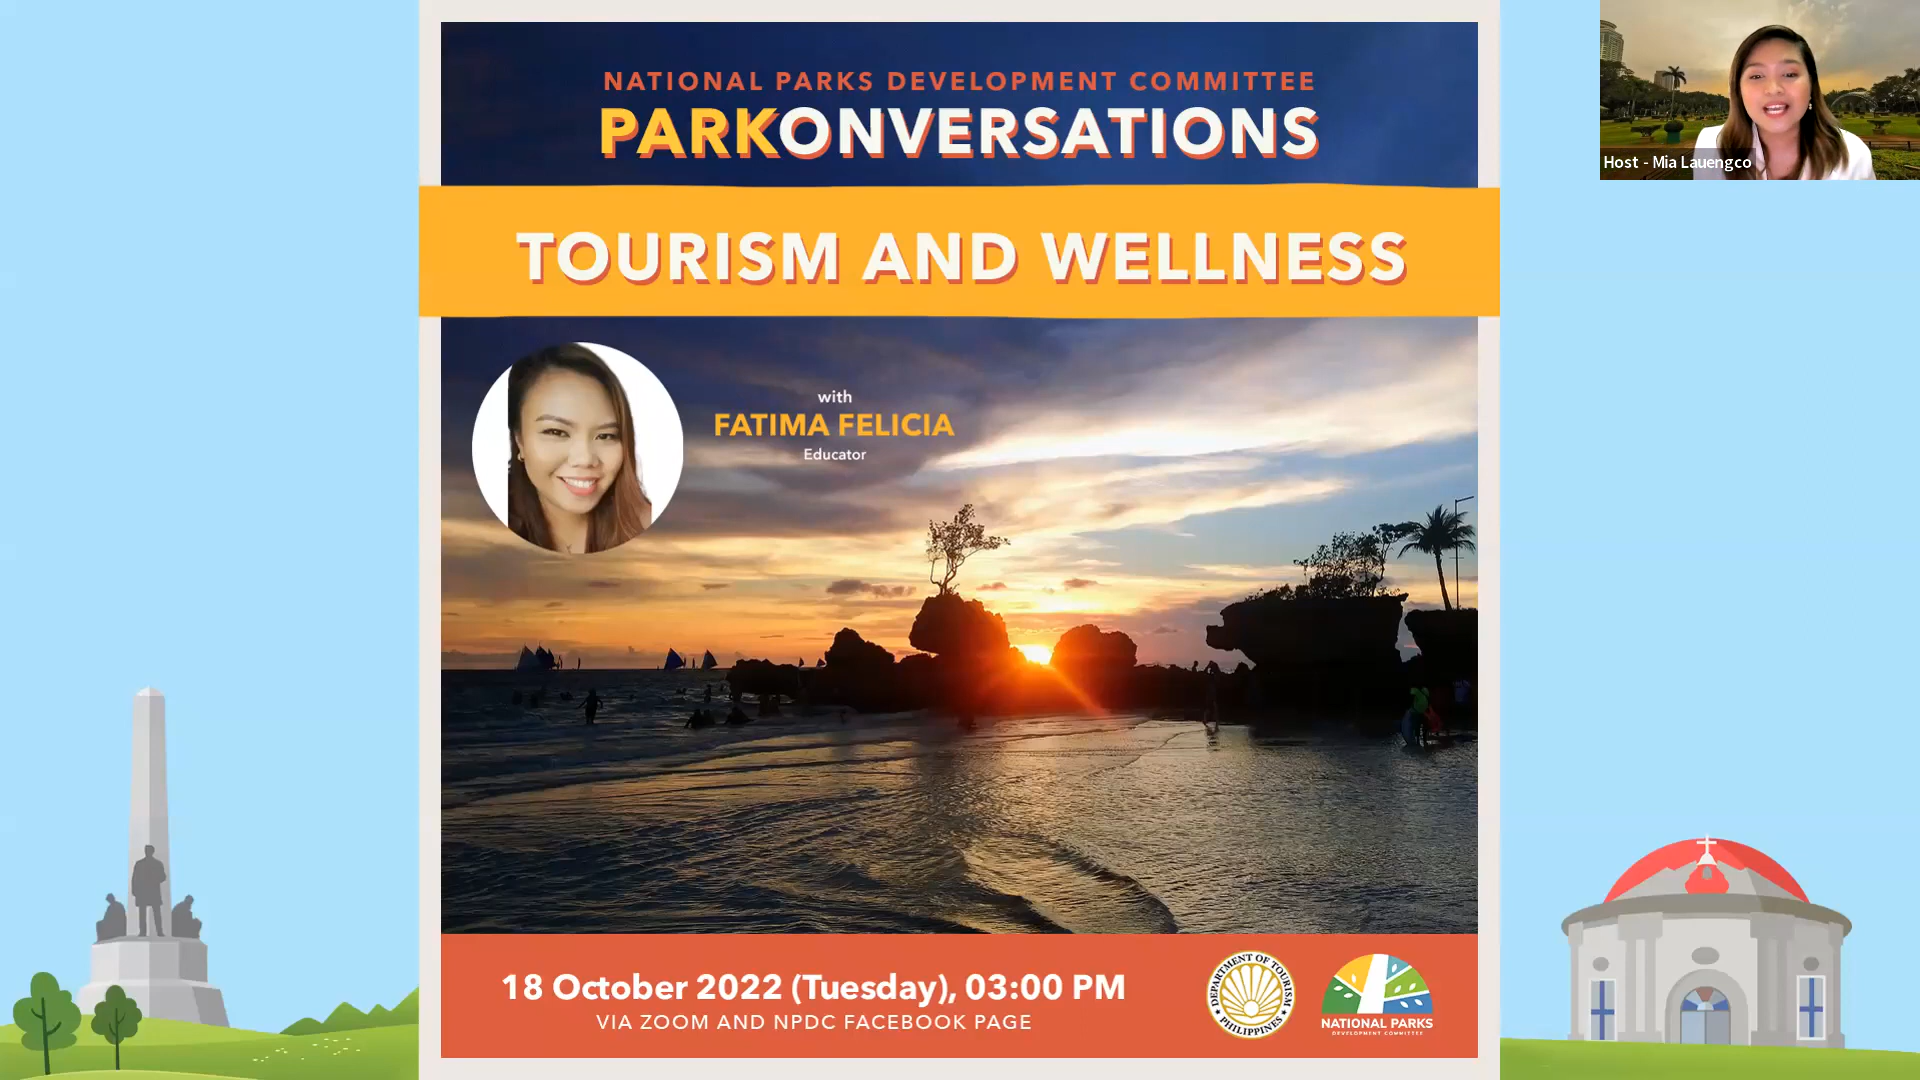 NATIONAL PARKS DEVELOPMENT COMMITTEE
PARKONVERSATIONS
Host - Mia Lauengco
TOURISM AND WELLNESS
with
FATIMA FELICIA
Educator
18 October 2022 (Tuesday), 03:00 PM
VIA ZOOM AND NPDC FACEBOOK PAGE
DEPARTMENT OF TOURISM
PHILIPPINES
NATIONAL PARKS
DEVELOPMENT COMMITTEE